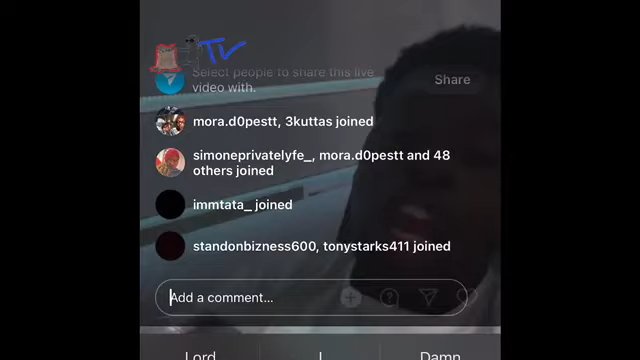 TV
Select people to share this live
video with.
Share
mora.d0pestt, 3kuttas joined
simoneprivatelyfe_, mora.d0pestt and 48
others joined
immtata_ joined
standonbizness600, tonystarks411 joined
Add a comment...
Lord
I
Damn